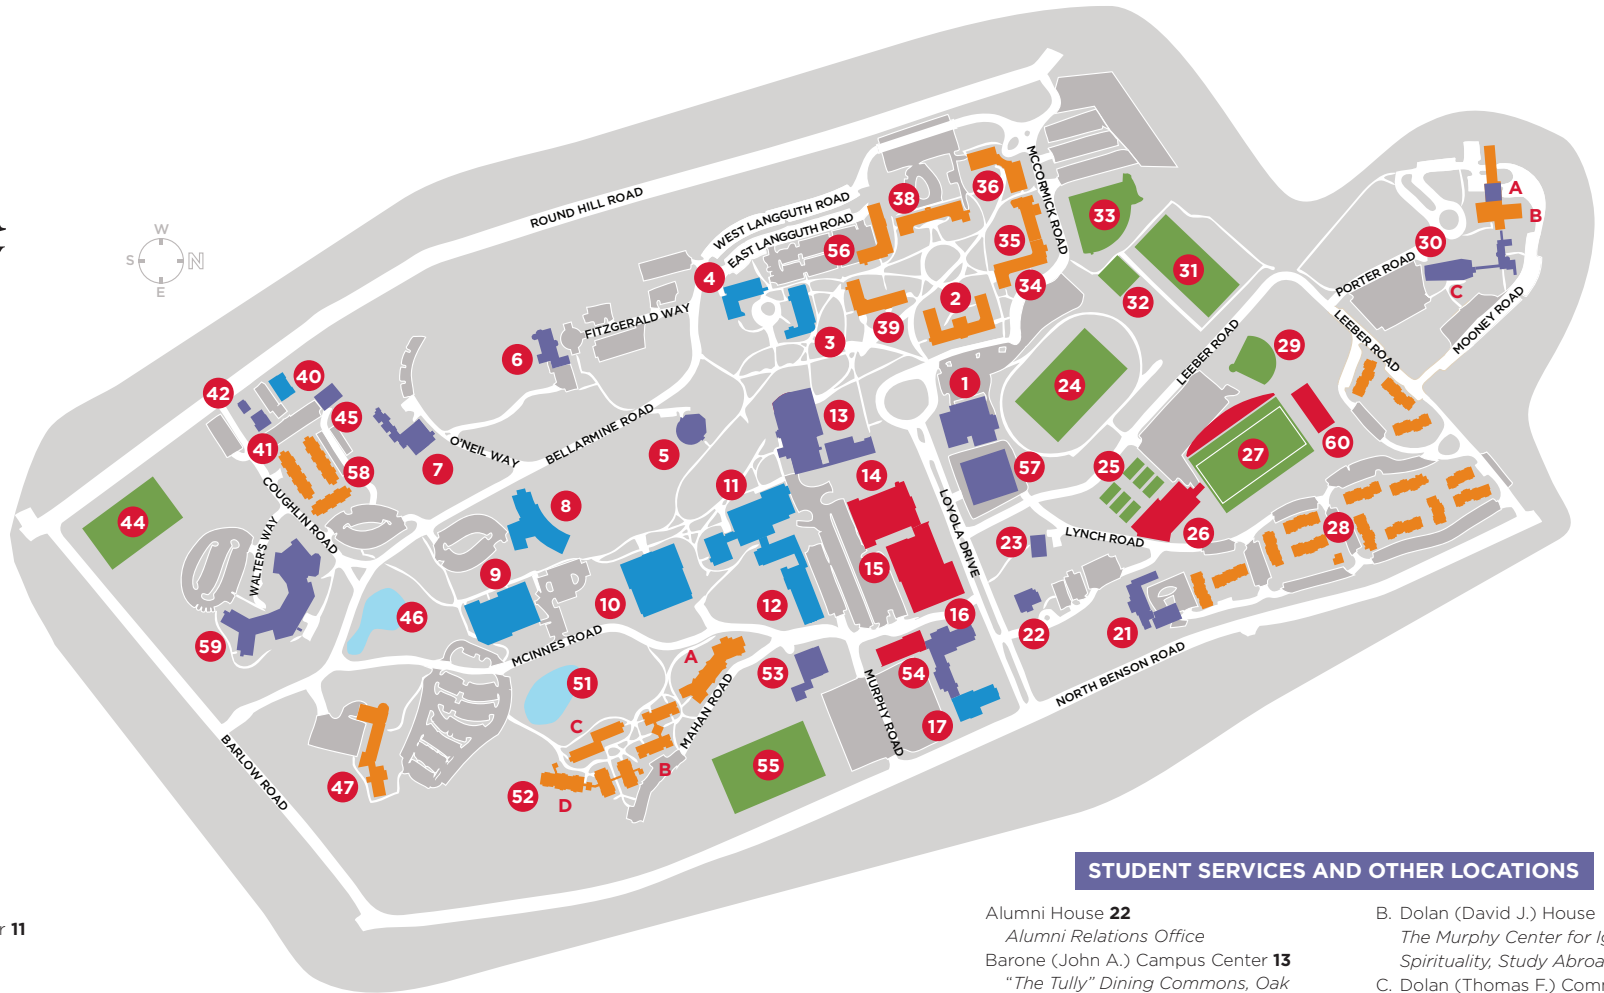 ROUND HILL ROAD
MCCORMICK ROAD
WEST LANGGUTH ROAD
EAST LANGGUTH ROAD
36
38
35
56
33
31
34
32
A
B
30
PORTER ROAD
C
MOONEY ROAD
LEEBER ROAD
W
S
N
E
4
2
39
3
FITZGERALD WAY
6
LEEBER ROAD
29
24
1
40
42
45
41
58
7
O'NEIL WAY
BELLARMINE ROAD
5
13
60
27
57
25
14
11
COUGHLIN ROAD
44
8
WALTER'S WAY
LOYOLA DRIVE
23
LYNCH ROAD
26
28
9
15
46
10
12
16
22
21
59
MCINNES ROAD
A
53
54
NORTH BENSON ROAD
51
MURPHY ROAD
MAHAN ROAD
C
17
BARLOW ROAD
B
55
47
52
D
STUDENT SERVICES AND OTHER LOCATIONS
r 11
Alumni House 22
Alumni Relations Office
Barone (John A.) Campus Center 13
"The Tully" Dining Commons, Oak
B. Dolan (David J.) House
The Murphy Center for
Spirituality, Study
C. Dolan (Thomas F.)